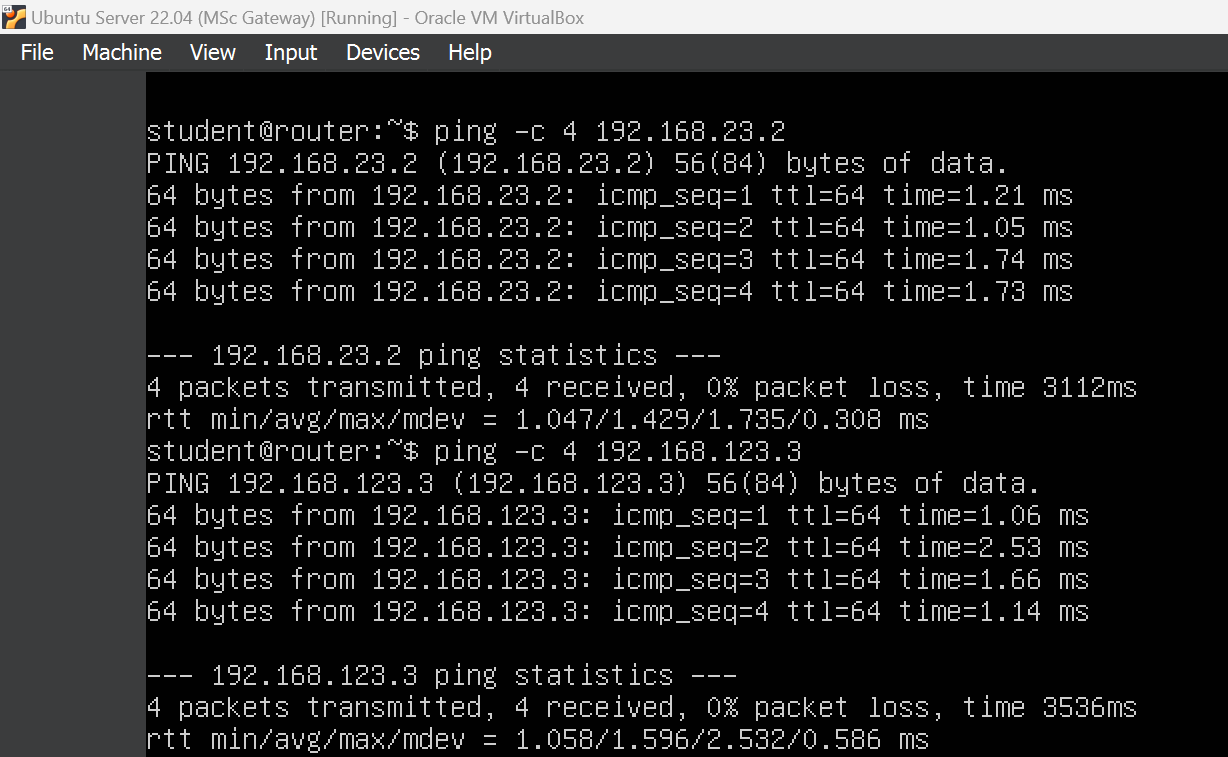 Ubuntu Server 22.04 (MSc Gateway) [Running] - Oracle VM VirtualBox
File Machine View Input Devices Help
student@router:~$ ping -c 4 192.168.23.2
PING 192.168.23.2 (192.168.23.2) 56(84) bytes of data.
64 bytes from 192.168.23.2: icmp_seq=1 ttl=64 time=1.21 ms
64 bytes from 192.168.23.2: icmp_seq=2 ttl=64 time=1.05 ms
64 bytes from 192.168.23.2: icmp_seq=3 ttl=64 time=1.74 ms
64 bytes from 192.168.23.2: icmp_seq=4 ttl=64 time=1.73 ms
--- 192.168.23.2 ping statistics ---
4 packets transmitted, 4 received, 0% packet loss, time 3112ms
rtt min/avg/max/mdev = 1.047/1.429/1.735/0.308 ms
student@router:~$ ping -c 4 192.168.123.3
PING 192.168.123.3 (192.168.123.3) 56(84) bytes of data.
64 bytes from 192.168.123.3: icmp_seq=1 ttl=64 time=1.06 ms
64 bytes from 192.168.123.3: icmp_seq=2 ttl=64 time=2.53 ms
64 bytes from 192.168.123.3: icmp_seq=3 ttl=64 time=1.66 ms
64 bytes from 192.168.123.3: icmp_seq=4 ttl=64 time=1.14 ms
--- 192.168.123.3 ping statistics ---
4 packets transmitted, 4 received, 0% packet loss, time 3536ms
rtt min/avg/max/mdev = 1.058/1.596/2.532/0.586 ms